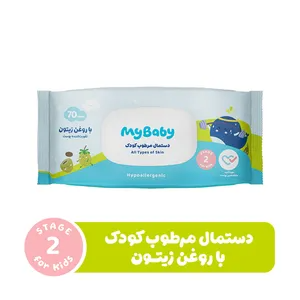 70
با روغن زیتون
MyBaby
دستمال مرطوب کودک
All Types of Skin
Hypoallergenic
STAGE
2
STAGE
2
for Kids
دستمال مرطوب کودک
با روغن زیتون